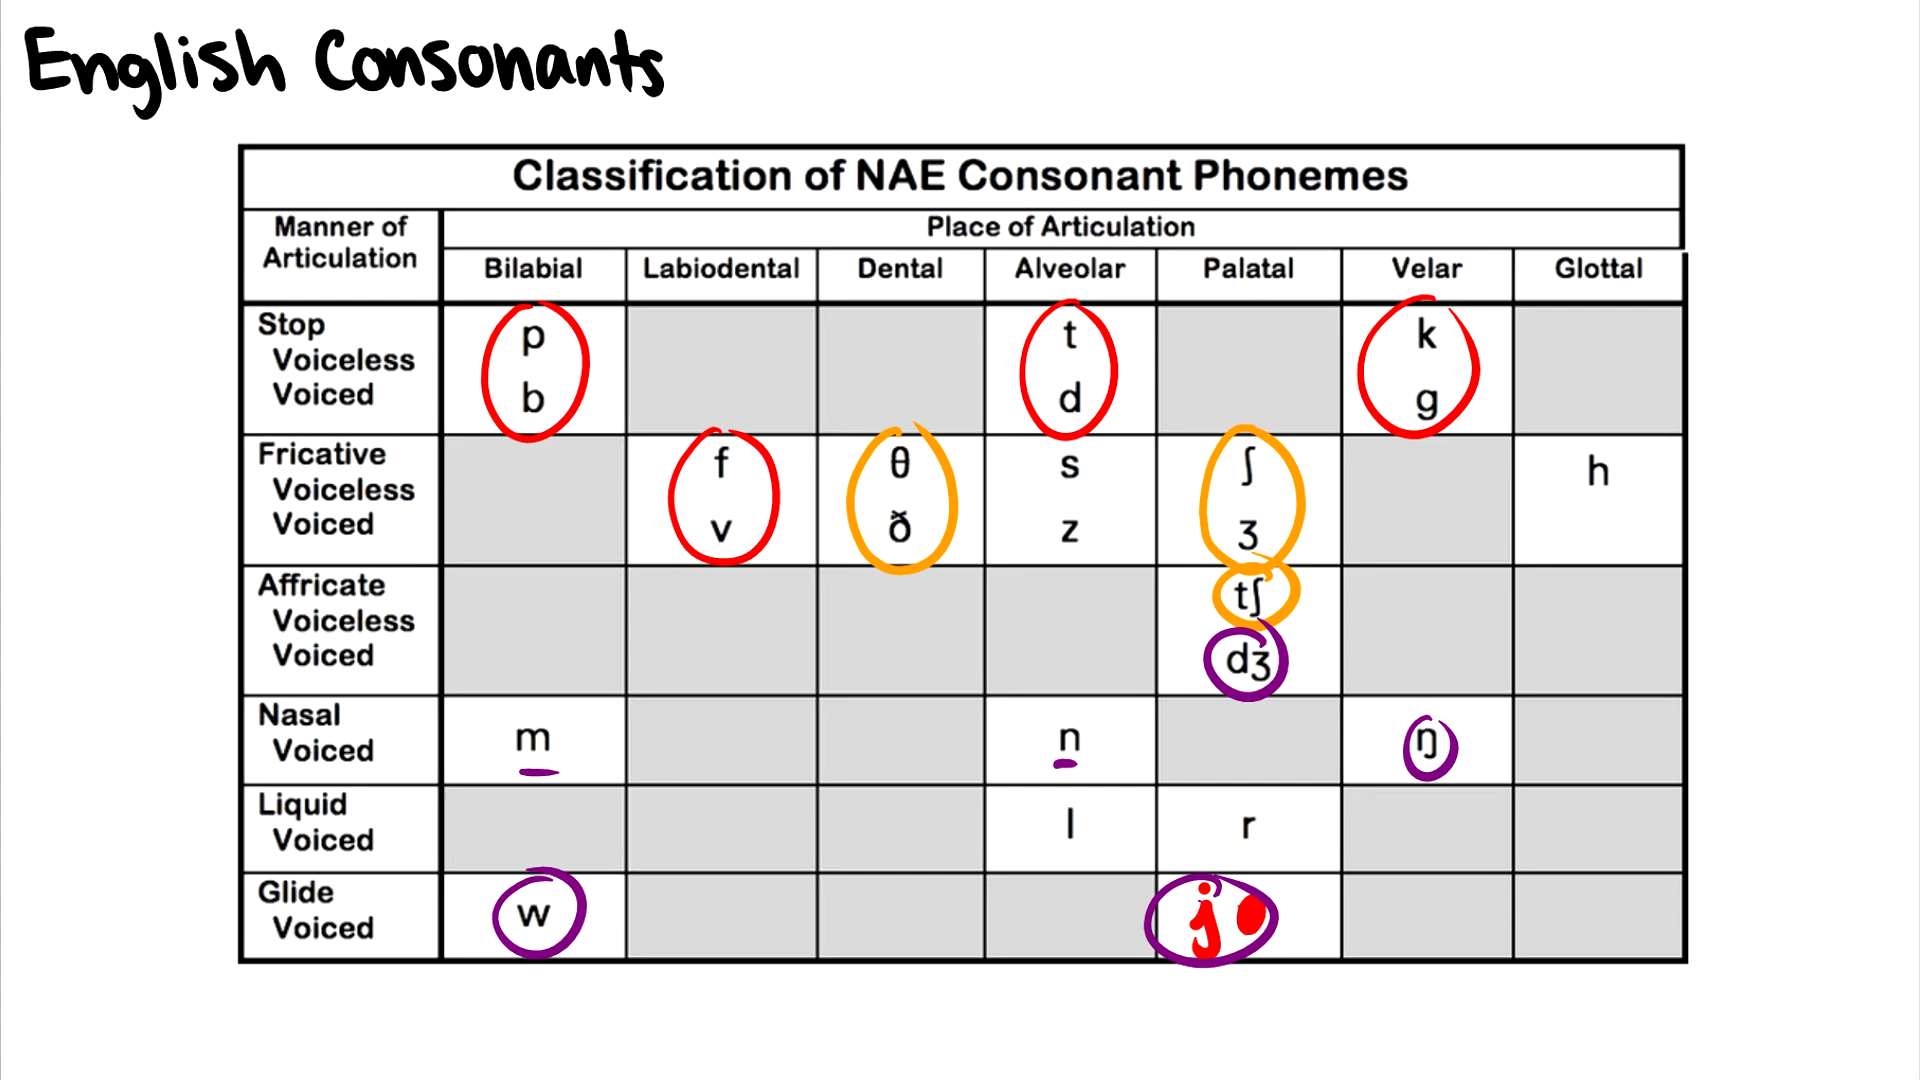 English Consonants
Classification of NAE Consonant Phonemes
Manner of Articulation
Place of Articulation
Bilabial Labiodental Dental Alveolar Palatal Velar Glottal
Stop p t k
Voiceless
Voiced b d g
Fricative f θ s ʃ h
Voiceless
Voiced v ð z ʒ
Affricate tʃ
Voiceless
Voiced dʒ
Nasal m n ŋ
Voiced
Liquid l r
Voiced
Glide w j
Voiced